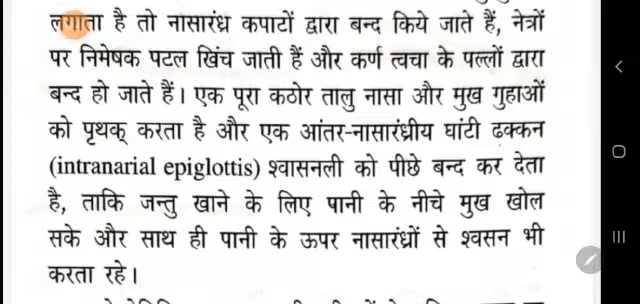 लगाता है तो नासारंध्र कपाटों द्वारा बन्द किये जाते हैं, नेत्रों
पर निमेषक पटल खिंच जाती हैं और कर्ण त्वचा के पल्लों द्वारा
बन्द हो जाते हैं। एक पूरा कठोर तालु नासा और मुख गुहाओं
को पृथक् करता है और एक आंतर-नासारंध्रीय घांटी ढक्कन
(intranarial epiglottis) श्वासनली को पीछे बन्द कर देता
है, ताकि जन्तु खाने के लिए पानी के नीचे मुख खोल
सके और साथ ही पानी के ऊपर नासारंध्रों से श्वसन भी
करता रहे।